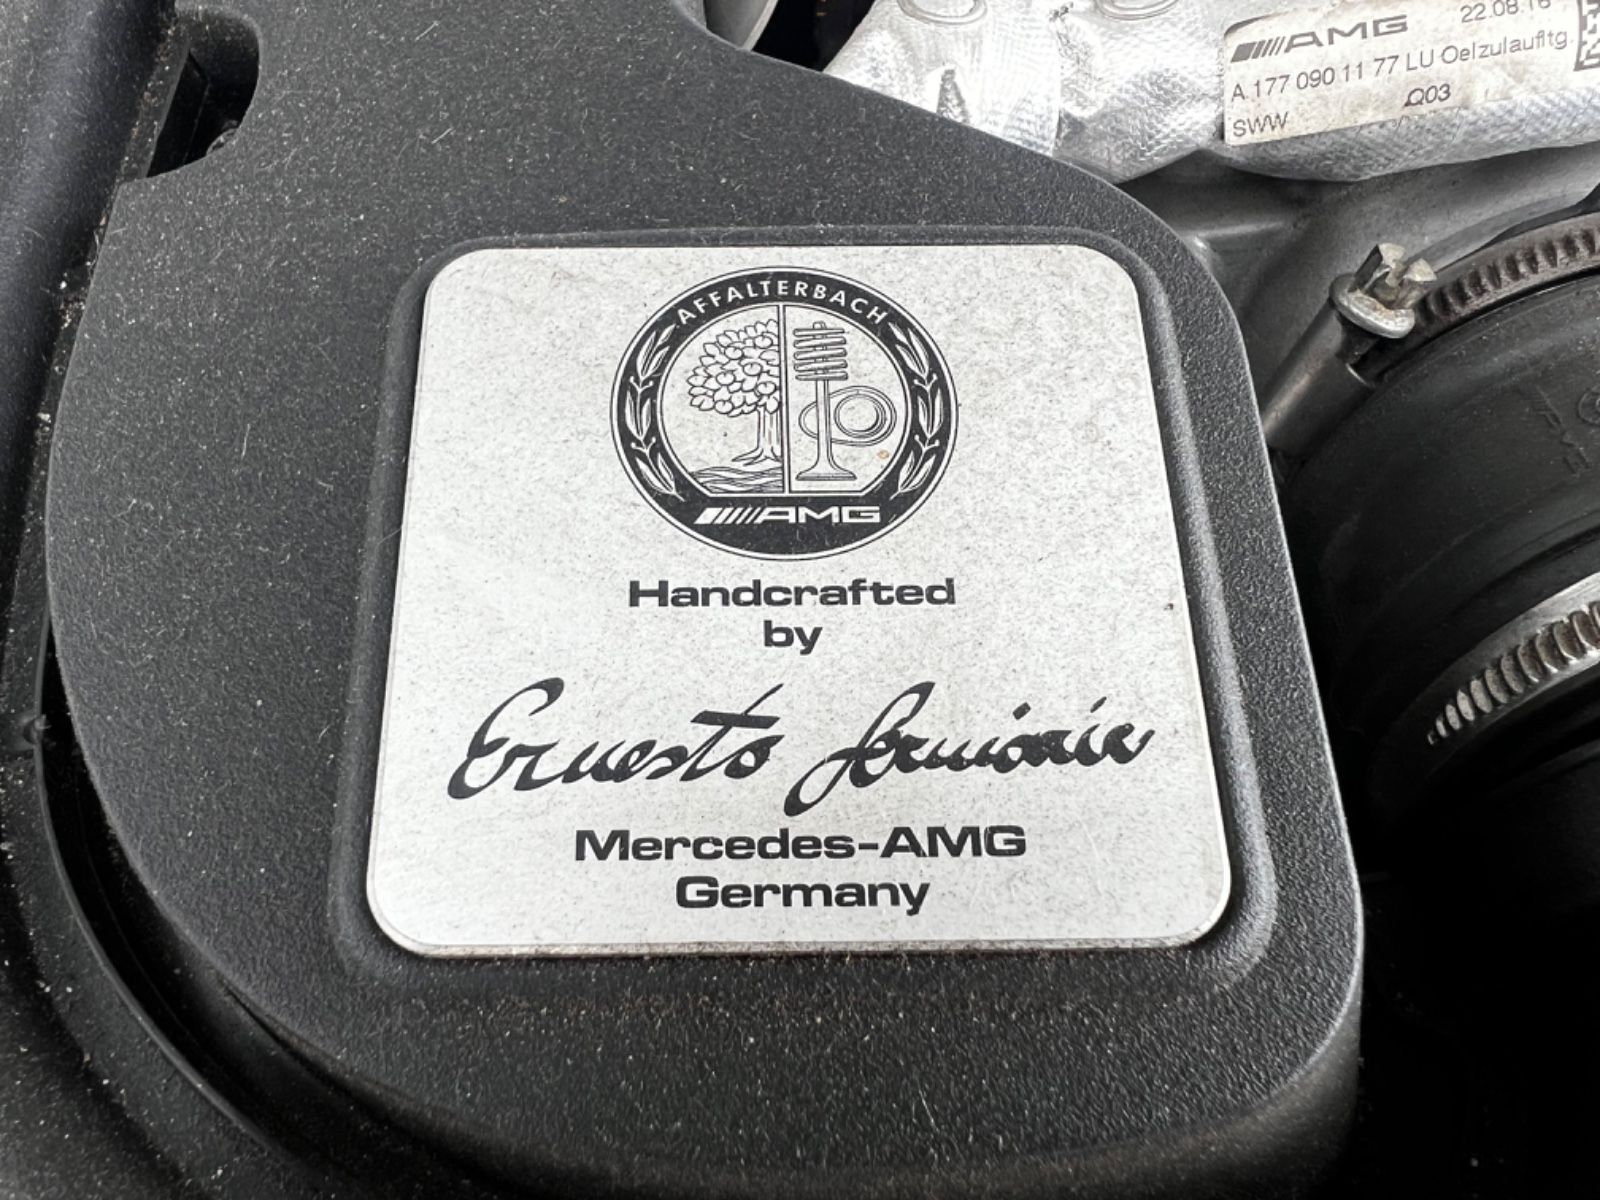 AMG 22.08.16
A 177 090 11 77 LU Oelzulaufltg.
Q03
SWW
AFFALTERBACH
AMG
Handcrafted
by
Ernesto
Mercedes-AMG
Germany